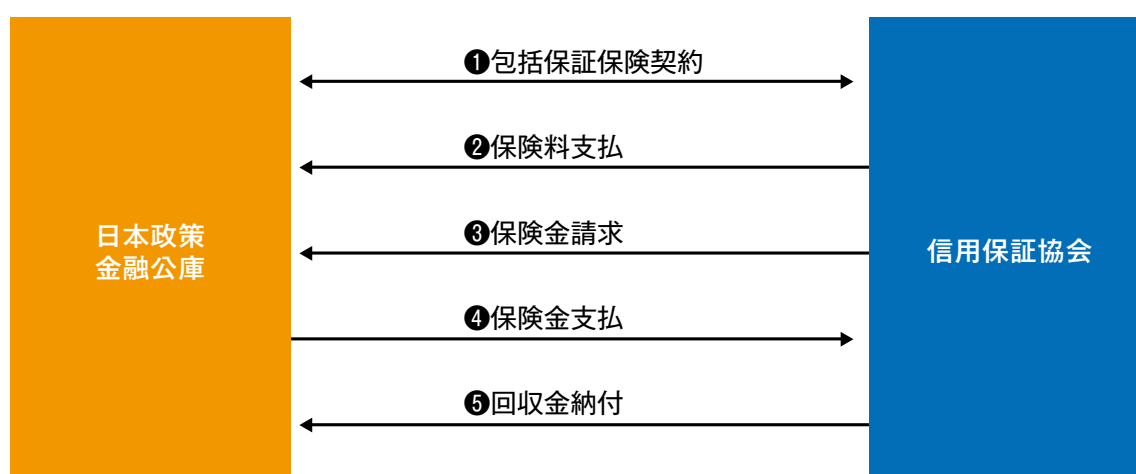 ❶包括保証保険契約
❷保険料支払
❸保険金請求
❹保険金支払
❺回収金納付
日本政策
金融公庫
信用保証協会